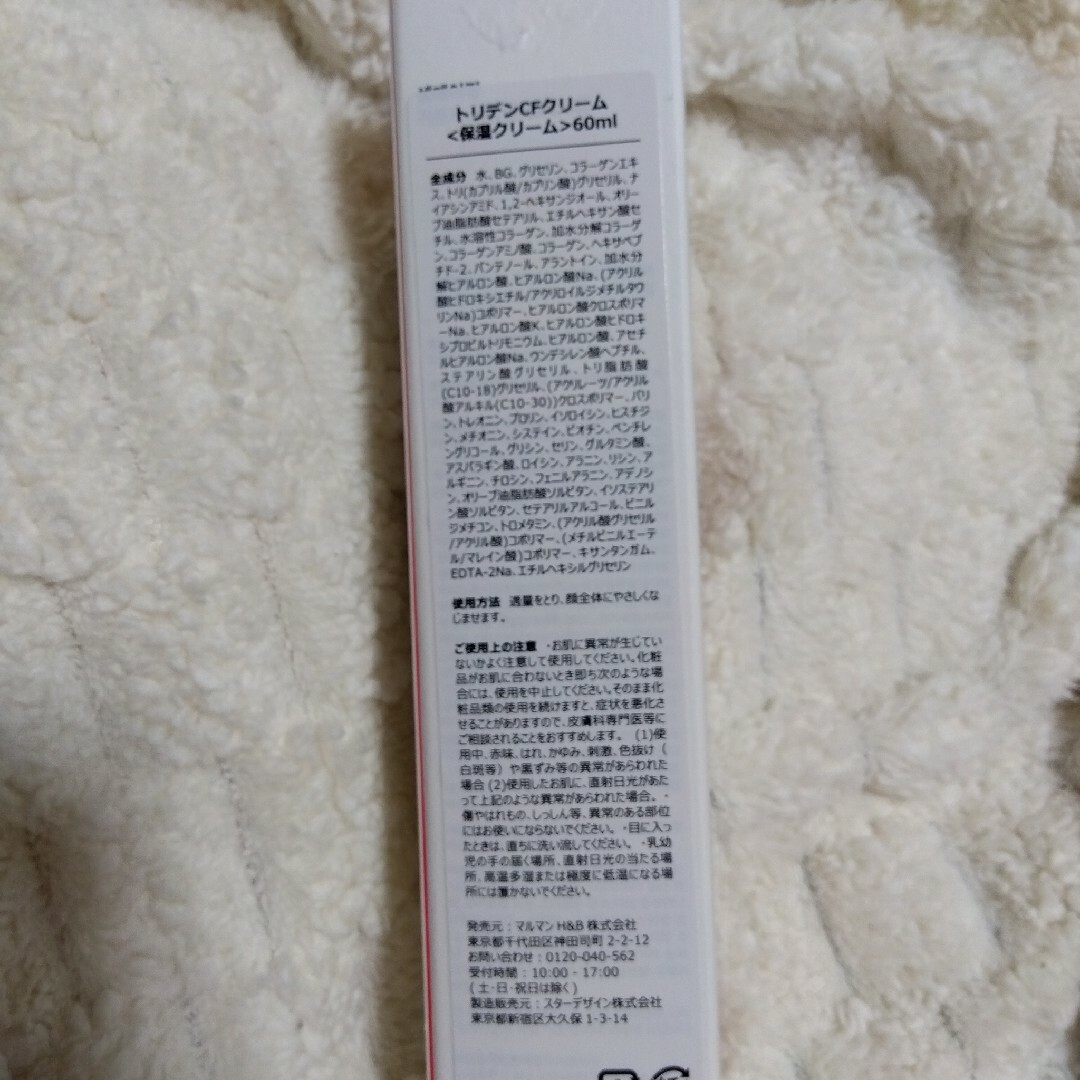 トリデンCFクリーム
<保湿クリーム>60ml
全成分 水、BG、グリセリン、コラーゲンエキ
ス、トリ(カプリル酸/カプリン酸)グリセリル、ナ
イアシンアミド、1,2-ヘキサンジオール、オリー
ブ油脂肪酸セテアリル、エチルヘキサン酸セ
チル、水溶性コラーゲン、加水分解コラーゲ
ン、コラーゲンアミノ酸、コラーゲン、ヘキサペプ
チド-2、パンテノール、アラントイン、加水分
解ヒアルロン酸、ヒアルロン酸Na、(アクリル
酸ヒドロキシエチル/アクリロイルジメチルタウ
リンNa)コポリマー、ヒアルロン酸クロスポリマ
ーNa、ヒアルロン酸K、ヒアルロン酸ヒドロキ
シプロピルトリモニウム、ヒアルロン酸、アセチ
ルヒアルロン酸Na、ウンデシレン酸ヘプチル、
ステアリン酸グリセリル、トリ脂肪酸
(C10-18)グリセリル、(アクリレーツ/アクリル
酸アルキル(C10-30))クロスポリマー、バリ
ン、トレオニン、プロリン、イソロイシン、ヒスチジ
ン、メチオニン、システイン、ビオチン、ペンチレ
ングリコール、グリシン、セリン、グルタミン酸、
アスパラギン酸、ロイシン、アラニン、リシン、ア
ルギニン、チロシン、フェニルアラニン、アデノシ
ン、オリーブ油脂肪酸ソルビタン、イソステアリ
ン酸ソルビタン、セテアリルアルコール、ビニル
ジメチコン、トロメタミン、(アクリル酸グリセリル
/アクリル酸)コポリマー、(メチルビニルエーテ
ル/マレイン酸)コポリマー、キサンタンガム、
EDTA-2Na、エチルヘキシルグリセリン
使用方法 適量をとり、顔全体にやさしくな
じませます。
ご使用上の注意 ・お肌に異常が生じてい
ないかよく注意して使用してください。化粧
品がお肌に合わないとき即ち次のような場
合には、使用を中止してください。そのまま化
粧品類の使用を続けますと、症状を悪化さ
せることがありますので、皮膚科専門医等に
ご相談されることをおすすめします。 (1)使
用中、赤味、はれ、かゆみ、刺激、色抜け(
白斑等)や黒ずみ等の異常があらわれた
場合 (2)使用したお肌に、直射日光があた
って上記のような異常があらわれた場合。・
傷やはれもの、しっしん等、異常のある部位
にはお使いにならないでください。・目に入っ
たときは、直ちに洗い流してください。・乳幼
児の手の届く場所、直射日光の当たる場
所、高温多湿または極度に低温になる場
所には置かないでください。
発売元:マルマン H&B 株式会社
東京都千代田区神田司町 2-2-12
お問い合わせ:0120-040-562
受付時間:10:00 - 17:00
(土・日・祝日は除く)
製造販売元:スターデザイン株式会社
東京都新宿区大久保 1-3-14